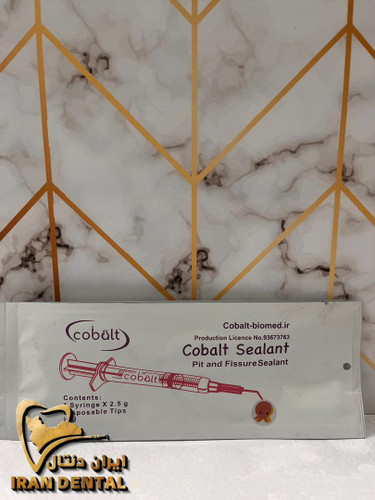 cobalt
Cobalt-biomed.ir
Production Licence No.93673763
Cobalt Sealant
Pit and Fissure Sealant
cobalt
Contents:
Syringe X 2.5 g
Tips
ایران دنتال
IRAN DENTAL